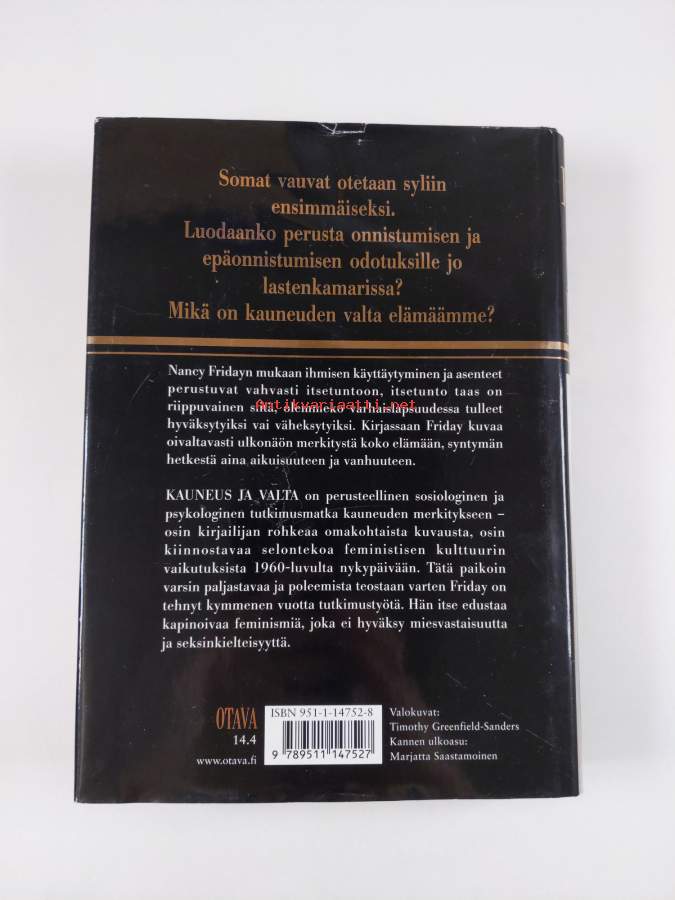 Somat vauvat otetaan syliin
ensimmäiseksi.
Luodaanko perusta onnistumisen ja
epäonnistumisen odotuksille jo
lastenkamarissa?
Mikä on kauneuden valta elämäämme?
Nancy Fridayn mukaan ihmisen käyttäytyminen ja asenteet
perustuvat vahvasti itsetuntoon, itsetunto taas on
Antikvariaatti.net
riippuvainen siitä, olemmeko varhaislapsuudessa tulleet
hyväksytyiksi vai väheksytyiksi. Kirjassaan Friday kuvaa
oivaltavasti ulkonäön merkitystä koko elämään, syntymän
hetkestä aina aikuisuuteen ja vanhuuteen.
KAUNEUS JA VALTA on perusteellinen sosiologinen ja
psykologinen tutkimusmatka kauneuden merkitykseen –
osin kirjailijan rohkeaa omakohtaista kuvausta, osin
kiinnostavaa selontekoa feministisen kulttuurin
vaikutuksista 1960-luvulta nykypäivään. Tätä paikoin
varsin paljastavaa ja poleemista teostaan varten Friday on
tehnyt kymmenen vuotta tutkimustyötä. Hän itse edustaa
kapinoivaa feminismiä, joka ei hyväksy miesvastaisuutta
ja seksinkielteisyyttä.
OTAVA
14.4
www.otava.fi
ISBN 951-1-14752-8
9 789511 147527
Valokuvat:
Timothy Greenfield-Sanders
Kannen ulkoasu:
Marjatta Saastamoinen